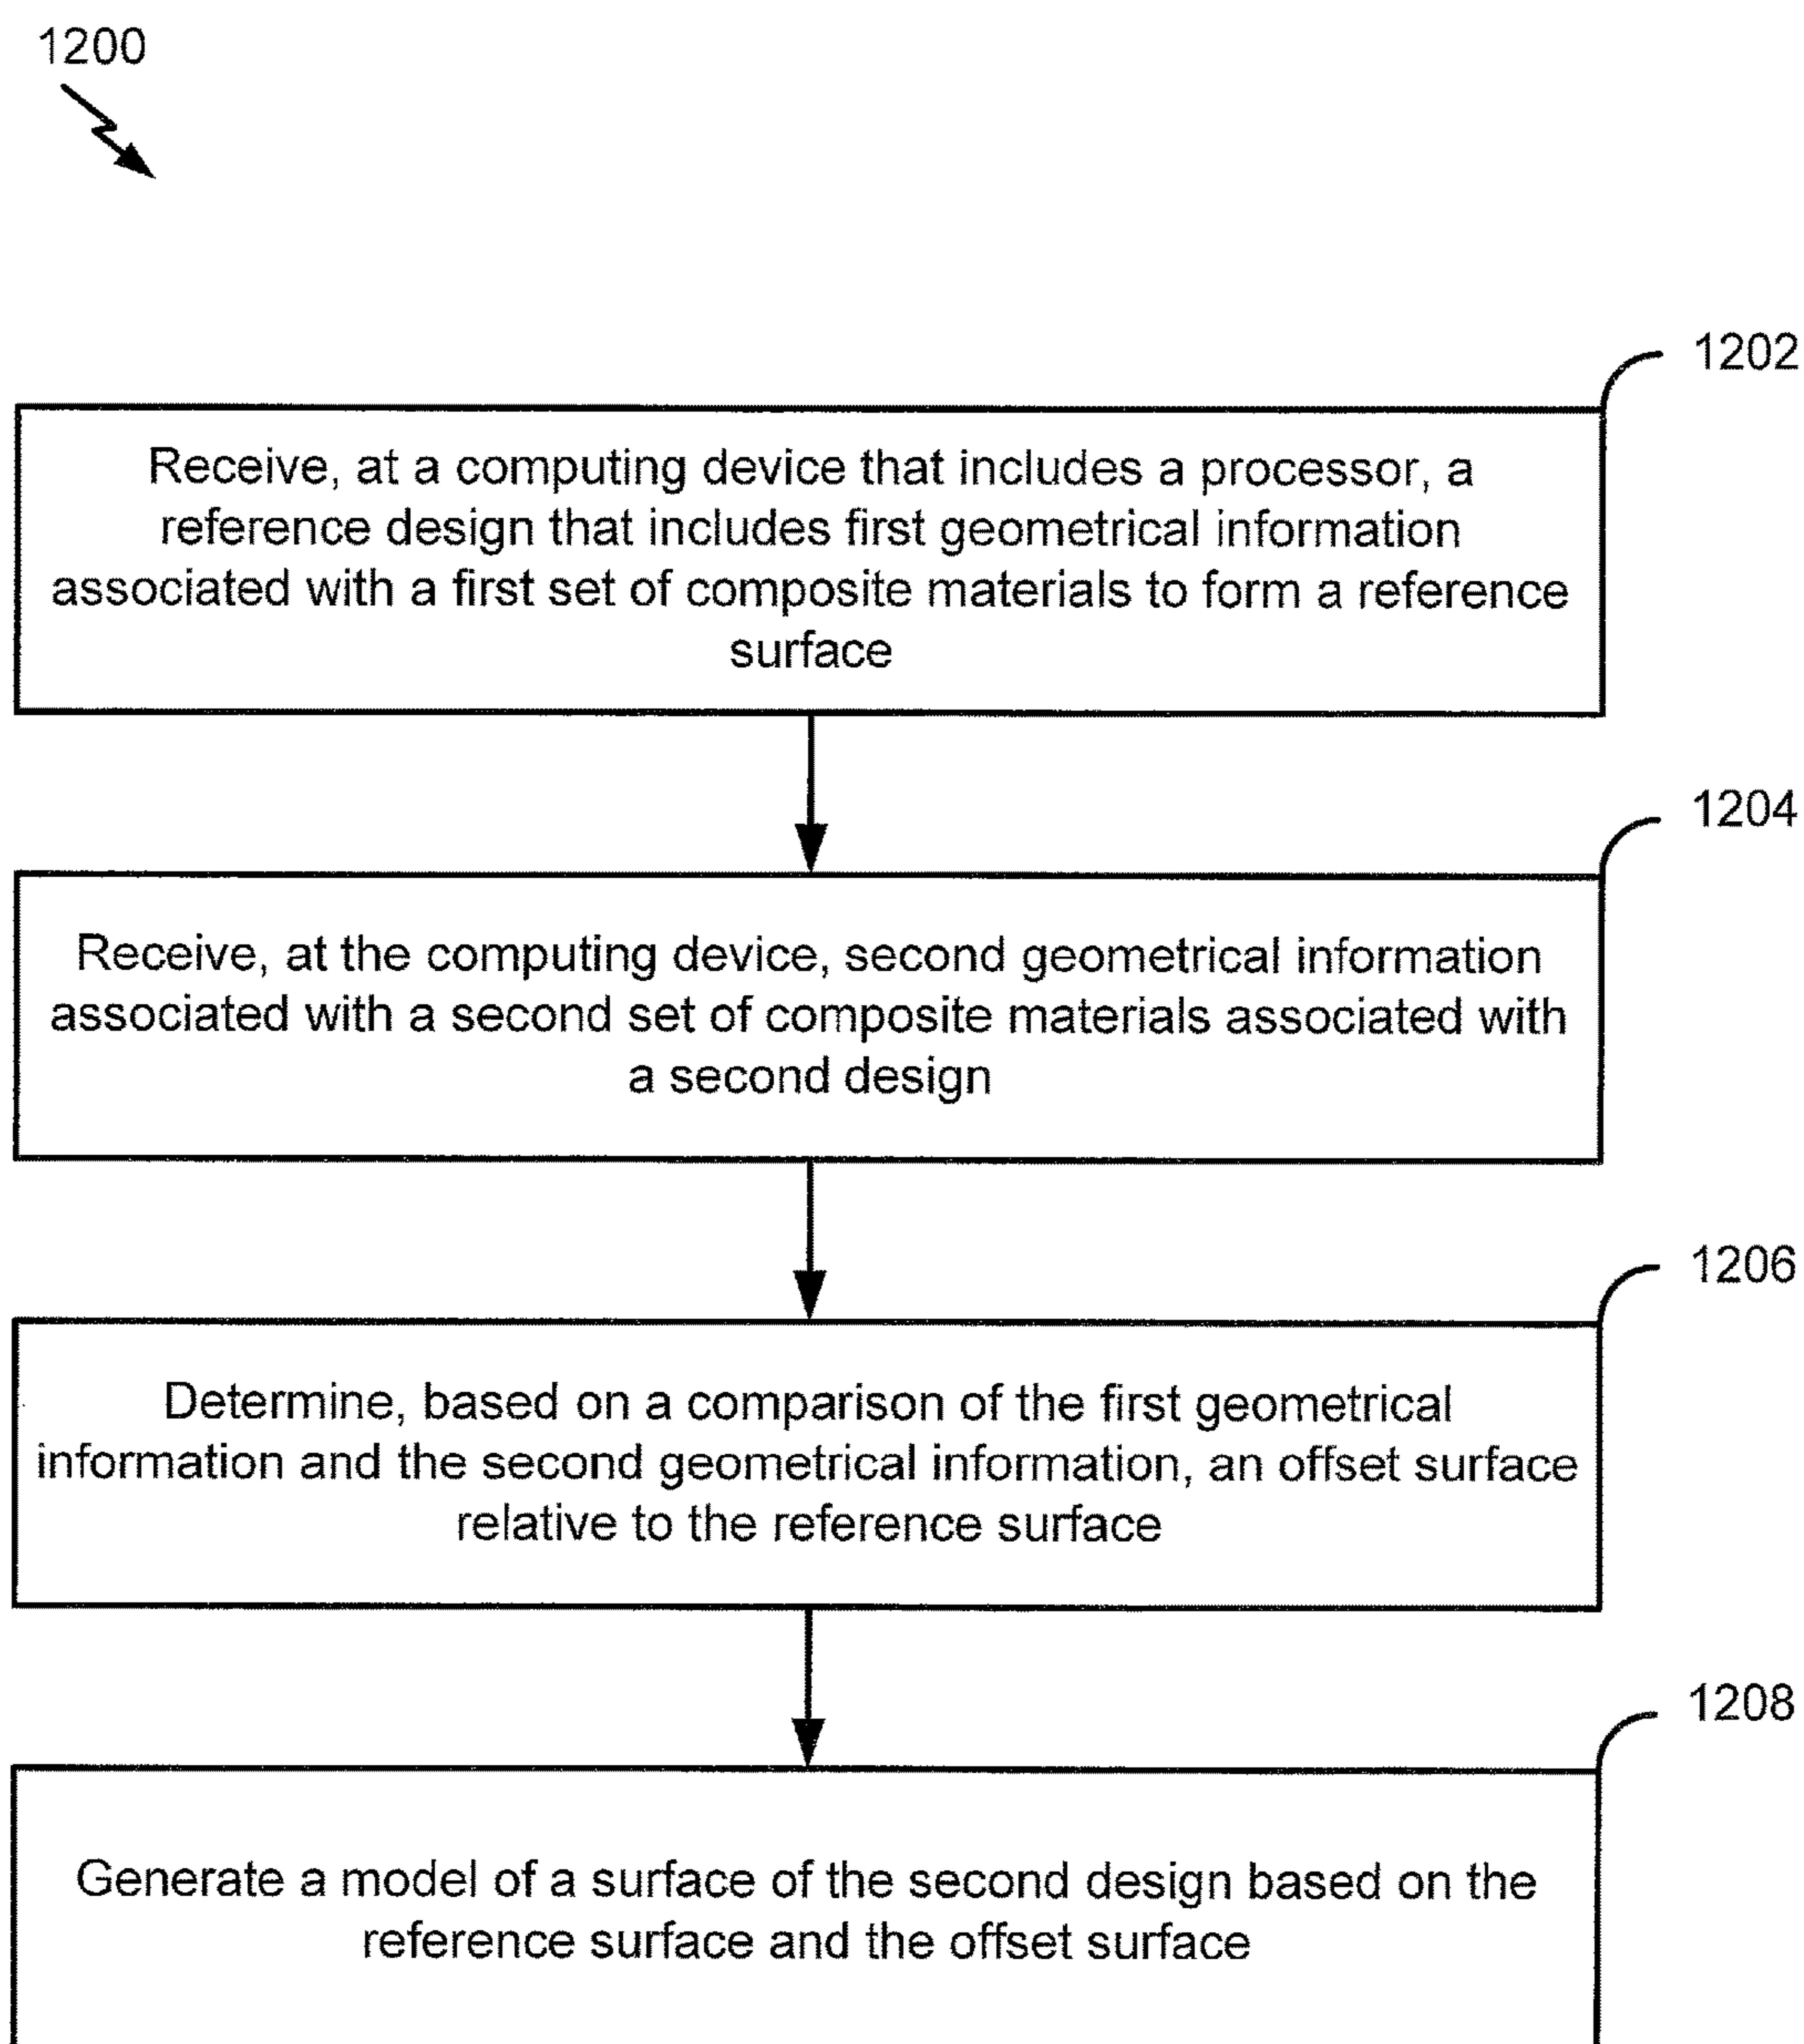 1200
1202
Receive, at a computing device that includes a processor, a
reference design that includes first geometrical information
associated with a first set of composite materials to form a reference
surface
1204
Receive, at the computing device, second geometrical information
associated with a second set of composite materials associated with
a second design
1206
Determine, based on a comparison of the first geometrical
information and the second geometrical information, an offset surface
relative to the reference surface
1208
Generate a model of a surface of the second design based on the
reference surface and the offset surface